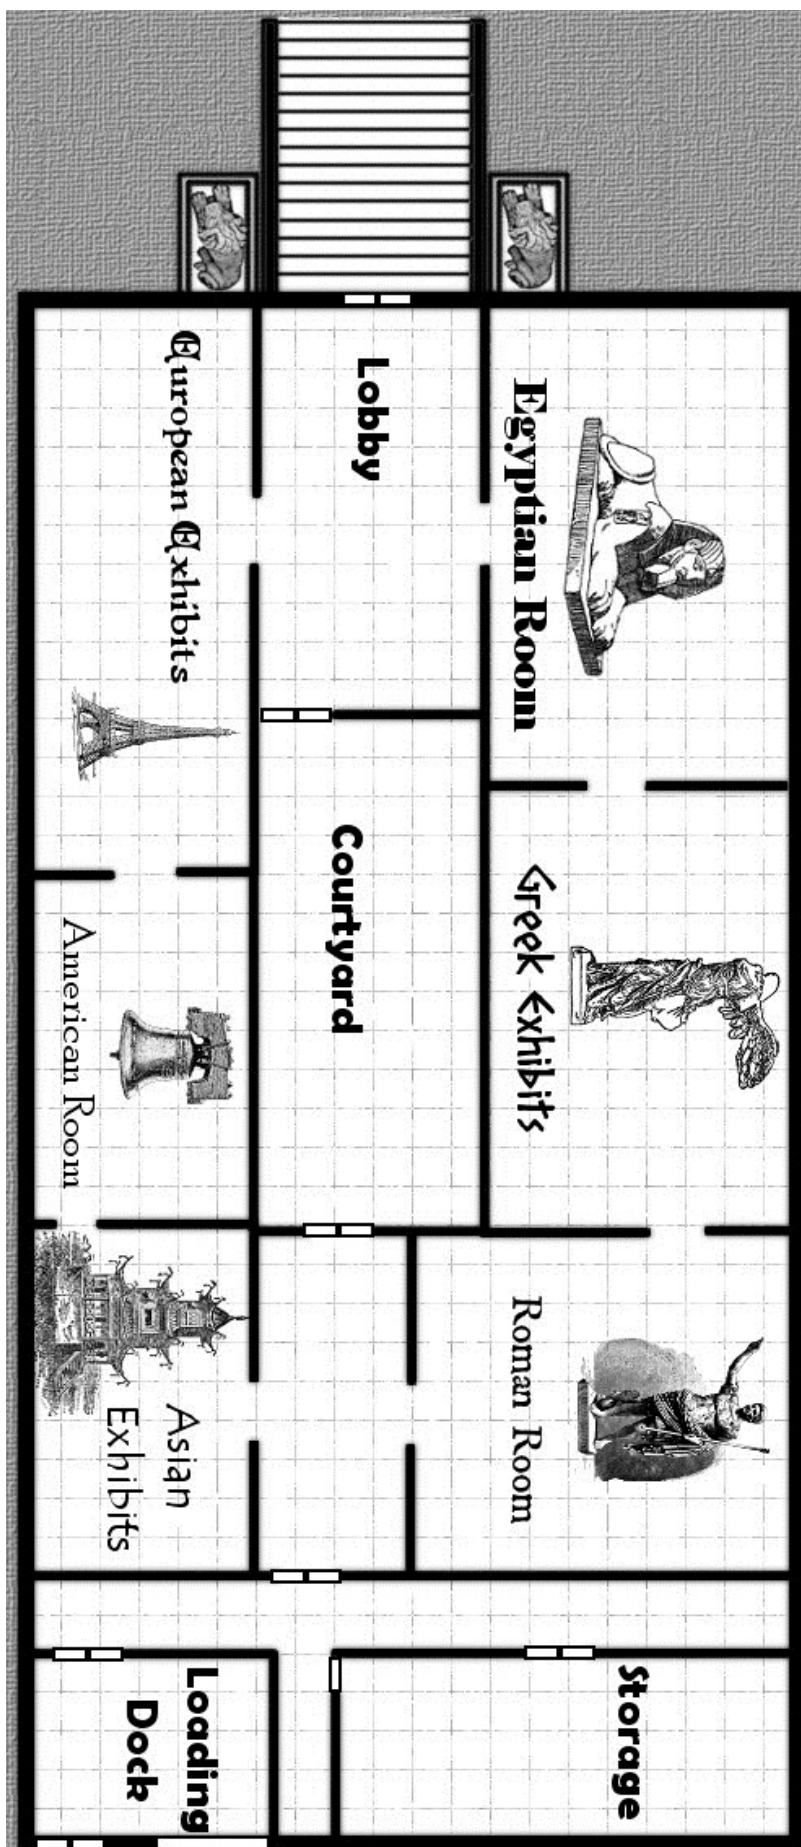 Lobby
European Exhibits
Egyptian Room
Courtyard
Greek Exhibits
American Room
Roman Room
Asian
Exhibits
Loading
Dock
Storage